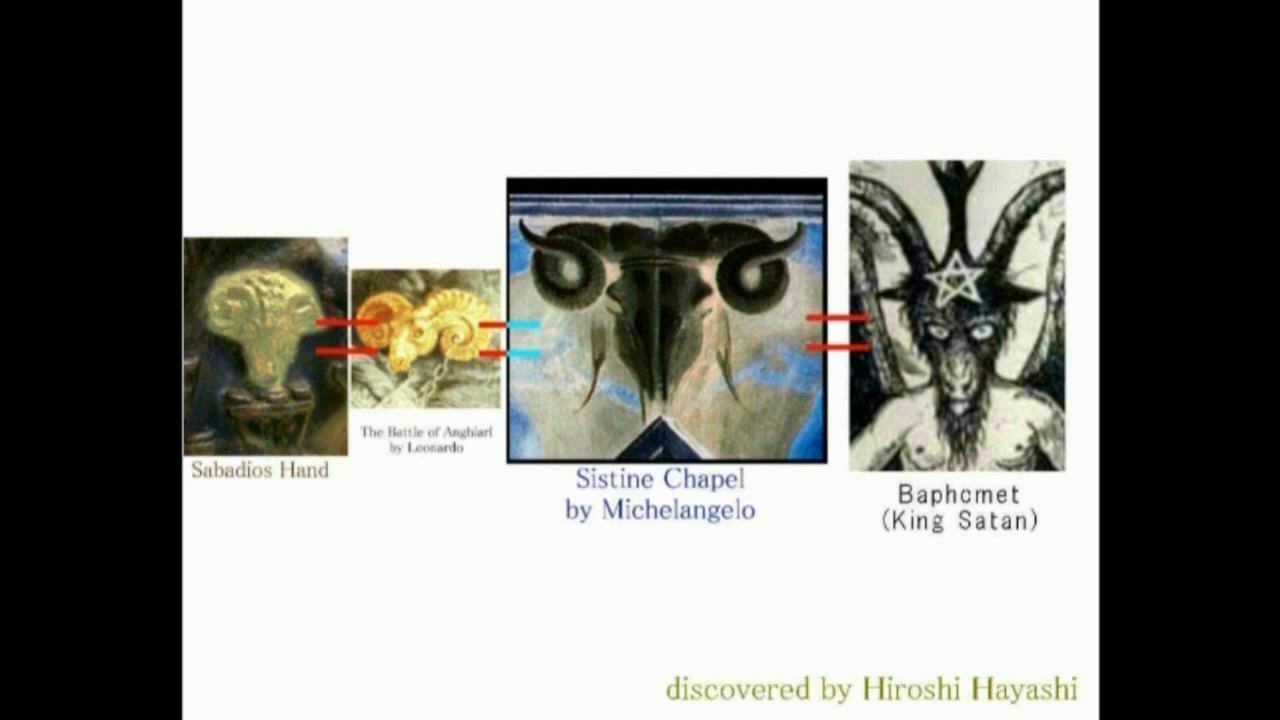 Sabadios Hand
The Battle of Anghiari
by Leonardo
Sistine Chapel
by Michelangelo
Baphomet
(King Satan)
discovered by Hiroshi Hayashi